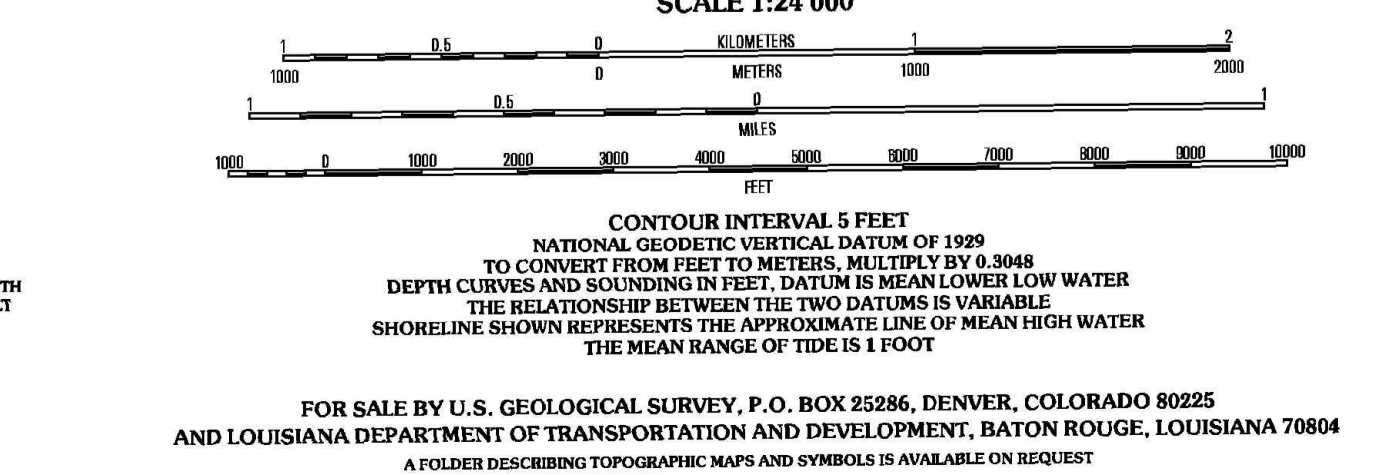 SCALE 1:24 000
1 0.5 0 KILOMETERS 1 2
1000 0 METERS 1000 2000
1 0.5 0 1
MILES
1000 0 1000 2000 3000 4000 5000 6000 7000 8000 9000 10000
FEET
CONTOUR INTERVAL 5 FEET
NATIONAL GEODETIC VERTICAL DATUM OF 1929
TO CONVERT FROM FEET TO METERS, MULTIPLY BY 0.3048
DEPTH CURVES AND SOUNDING IN FEET, DATUM IS MEAN LOWER LOW WATER
THE RELATIONSHIP BETWEEN THE TWO DATUMS IS VARIABLE
SHORELINE SHOWN REPRESENTS THE APPROXIMATE LINE OF MEAN HIGH WATER
THE MEAN RANGE OF TIDE IS 1 FOOT
TH
FOR SALE BY U.S. GEOLOGICAL SURVEY, P.O. BOX 25286, DENVER, COLORADO 80225
AND LOUISIANA DEPARTMENT OF TRANSPORTATION AND DEVELOPMENT, BATON ROUGE, LOUISIANA 70804
A FOLDER DESCRIBING TOPOGRAPHIC MAPS AND SYMBOLS IS AVAILABLE ON REQUEST